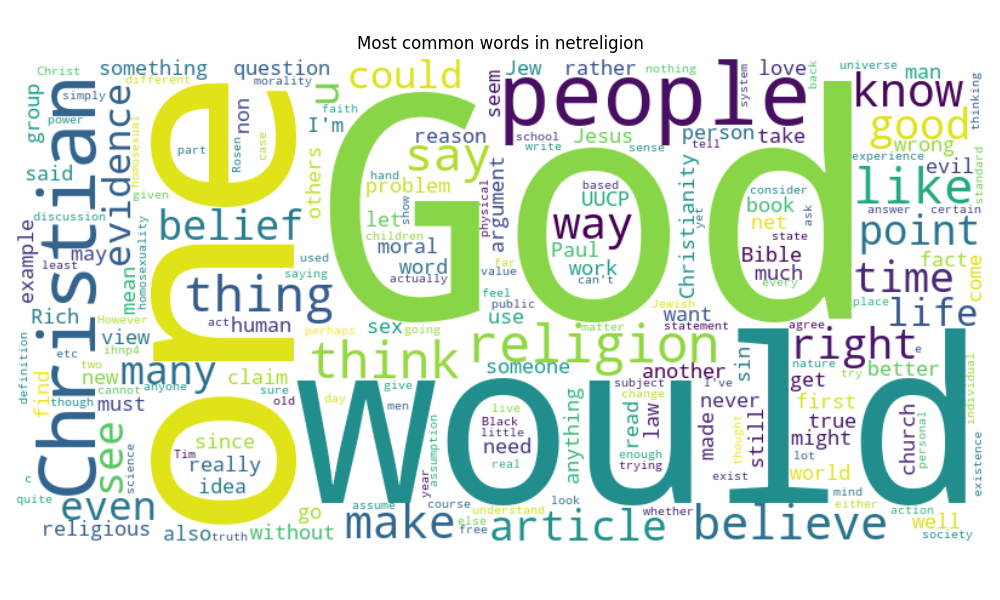 Most common words in netreligion
Christ something question could Jew rather nothing love universe man
simply different morality u seem people system back know thinking
group power faith I'm non God
Christian evidence homosexual part Rosen case one others reason Jesus person take good wrong
said say school write sense tell experience evil
given hand problem argument based UUCP consider like answer certain standard
discussion belief let show children physical way book net ask point
example least may mean homosexuality saying used moral actually word value far Paul work can't Christianity yet state Bible much every facte come
Rich However thing act human perhaps sex going feel public use Jewish want statement matter agree time place life
definition etc view ihnp4 think religion right e
two many new cannot anyone claim sure old someone another sin nature better try get individual
find though must day give men subject change I've never first
see science since really idea Tim live Black little need real anything read enough trying law made thought still true might lot church personal
c quite would assumption year exist world mind existence
even religious also truth without go assume make course understand else free article look whether believe either action well society